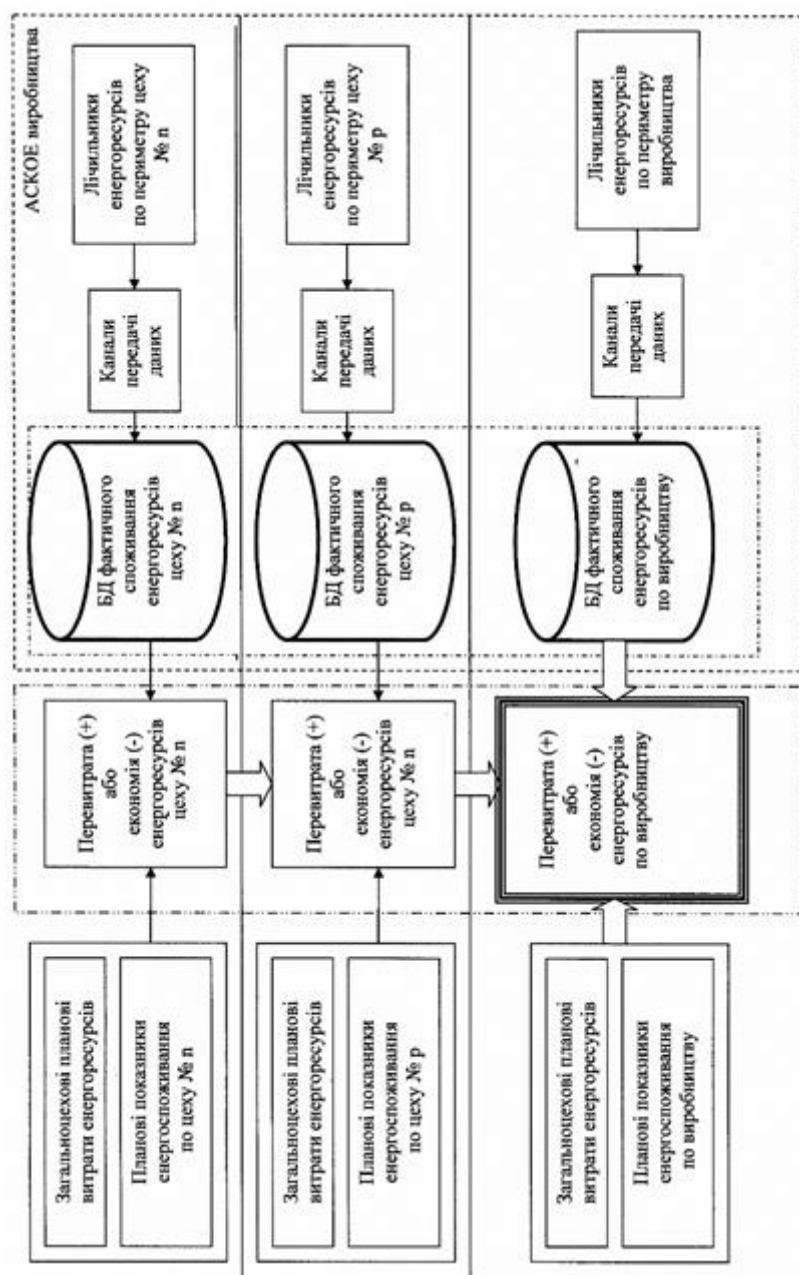 Загальноцехові планові
витрати енергоресурсів
Планові показники
енергоспоживання
по виробництву
Загальноцехові планові
витрати енергоресурсів
Планові показники
енергоспоживання
по цеху № р
Загальноцехові планові
витрати енергоресурсів
Планові показники
енергоспоживання
по цеху № n
Перевитрата (+)
або
економія (-)
енергоресурсів
по виробництву
Перевитрата (+)
або
економія (-)
енергоресурсів
цеху № n
Перевитрата (+)
або
економія (-)
енергоресурсів
цеху № n
БД фактичного
споживання
енергоресурсів
по виробництву
БД фактичного
споживання
енергоресурсів
цеху № р
БД фактичного
споживання
енергоресурсів
цеху № n
Канали
передачі
даних
Канали
передачі
даних
Канали
передачі
даних
Лічильники
енергоресурсів
по периметру
виробництва
Лічильники
енергоресурсів
по периметру цеху
№ р
Лічильники
енергоресурсів
по периметру цеху
№ n
АСКОЕ виробництва